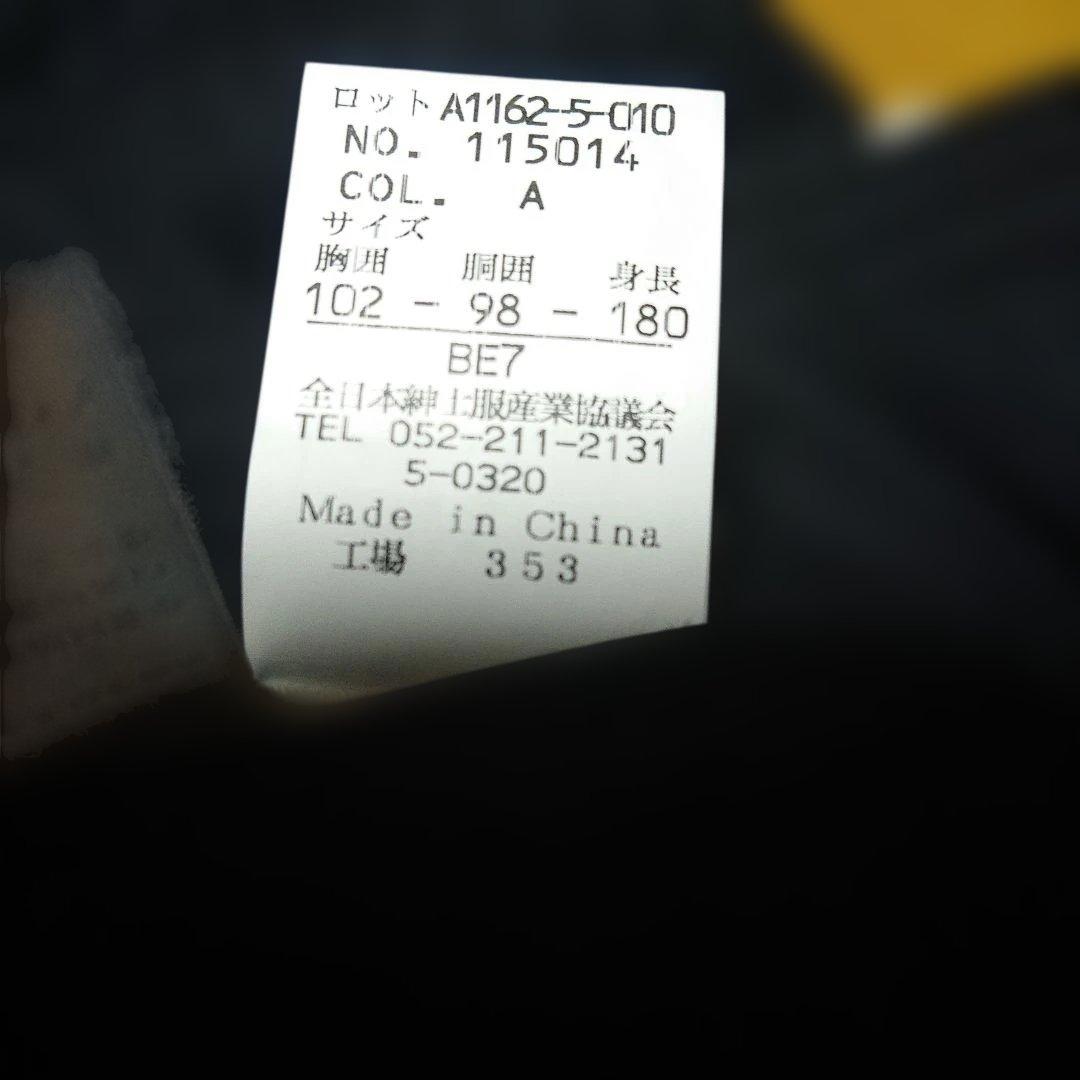 ロット A1162-5-010
NO. 115014
COL. A
サイズ
胸囲 胴囲 身長
102 - 98 - 180
BE7
全日本紳士服産業協議会
TEL 052-211-2131
5-0320
Made in China
工場 353